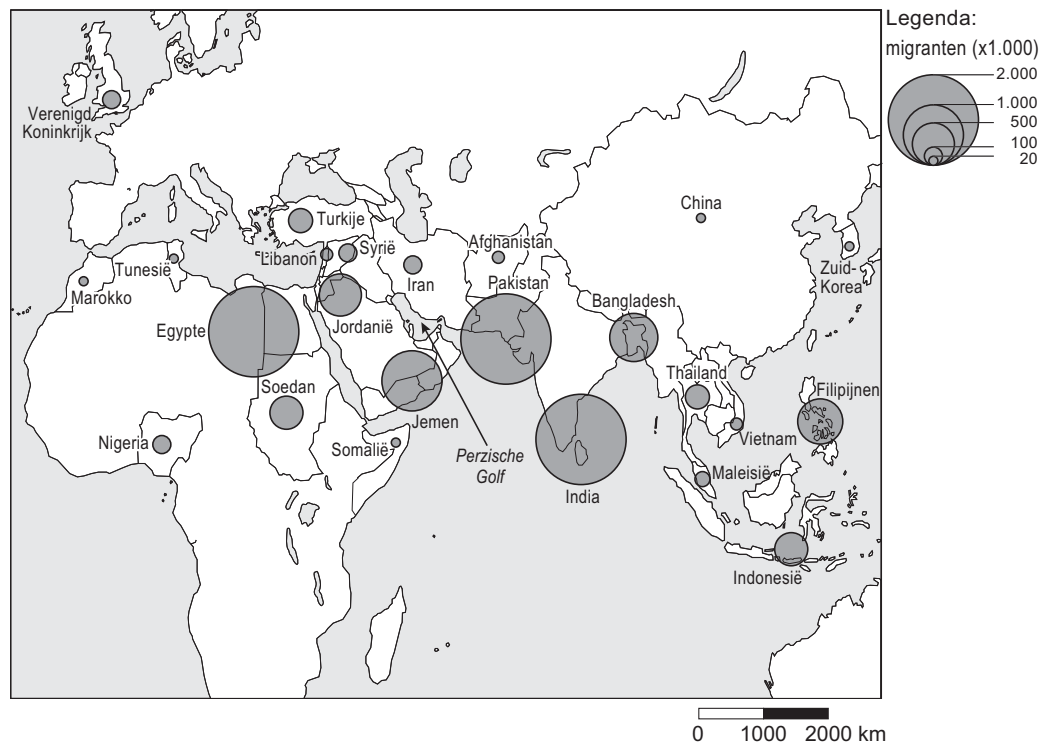 Legenda:
migranten (x1.000)
2.000
1.000
500
100
20
Verenigd
Koninkrijk
China
Turkije
Syrië
Libanon
Afghanistan
Tunesië
Iran
Zuid-
Korea
Marokko
Pakistan
Bangladesh
Egypte
Jordanië
Thailand
Soedan
Filipijnen
Jemen
Nigeria
Somalië
Vietnam
Perzische
Golf
Maleisië
India
Indonesië
0 1000 2000 km